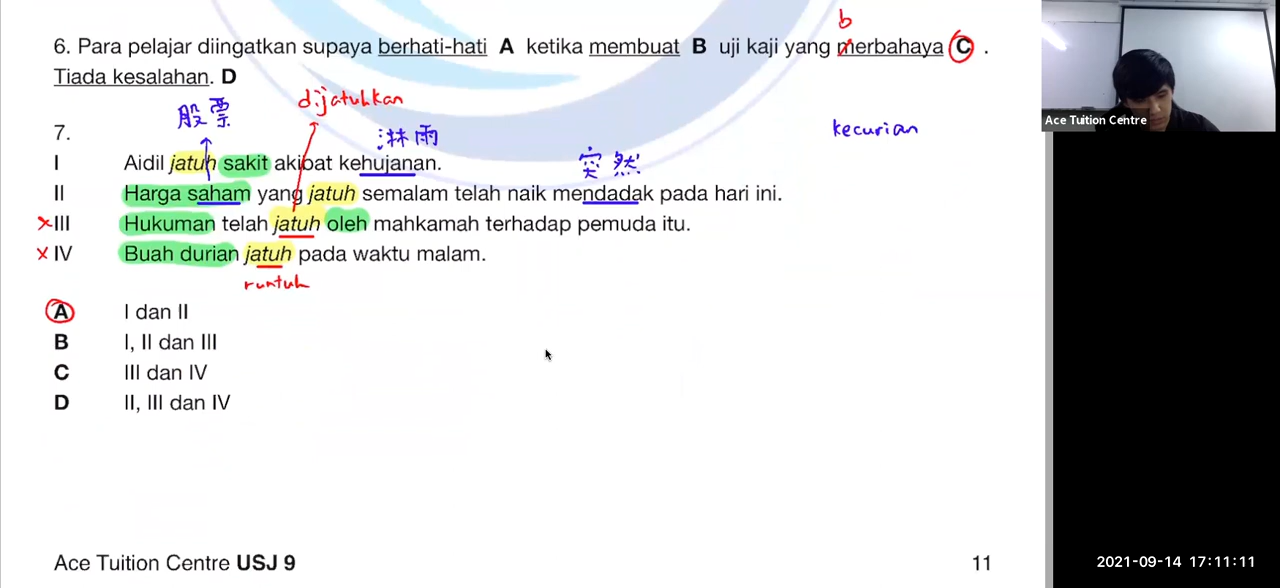 b
6. Para pelajar diingatkan supaya berhati-hati A ketika membuat B uji kaji yang merbahaya C .
Tiada kesalahan. D
股票
dijatuhkan
7.
淋雨
kecurian
I Aidil jatuh sakit akibat kehujanan.
突然
II Harga saham yang jatuh semalam telah naik mendadak pada hari ini.
x III Hukuman telah jatuh oleh mahkamah terhadap pemuda itu.
x IV Buah durian jatuh pada waktu malam.
runtuh
A I dan II
B I, II dan III
C III dan IV
D II, III dan IV
Ace Tuition Centre USJ 9
11
Ace Tuition Centre
2021-09-14 17:11:11